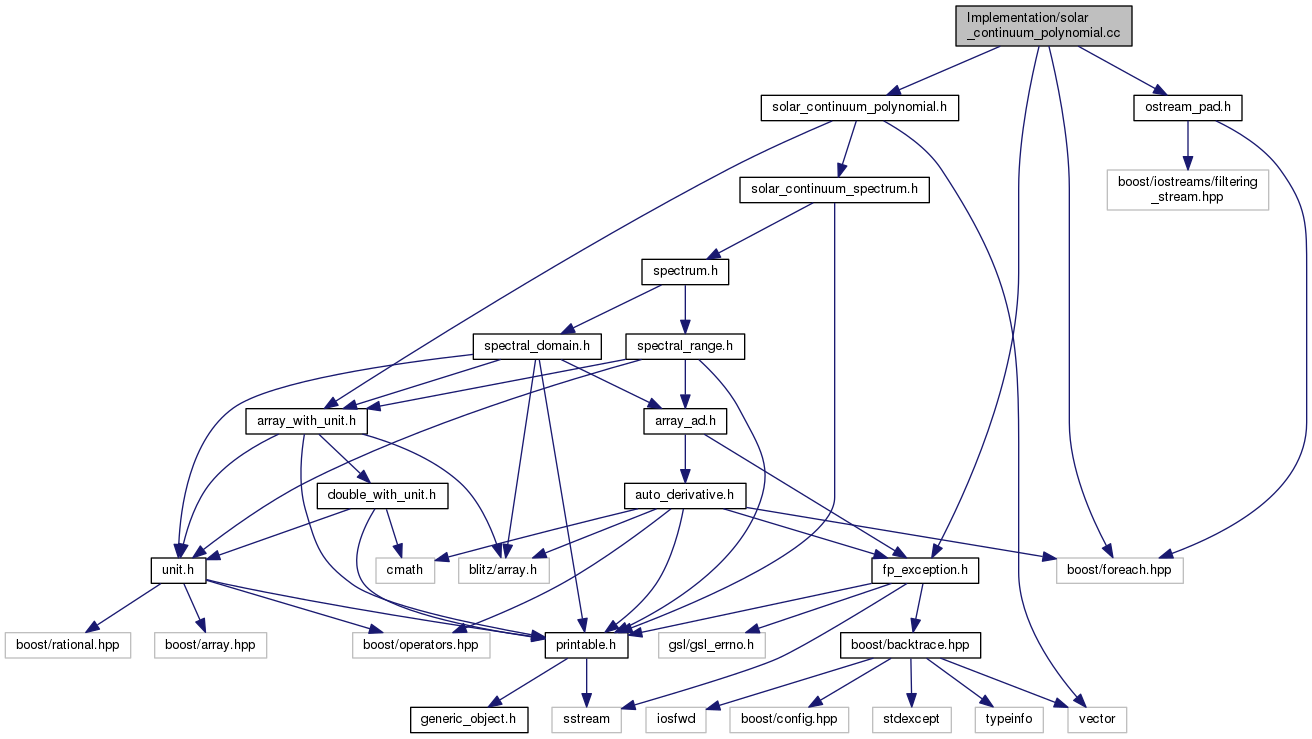 Implementation/solar
_continuum_polynomial.cc
solar_continuum_polynomial.h
ostream_pad.h
solar_continuum_spectrum.h
boost/iostreams/filtering
_stream.hpp
spectrum.h
spectral_domain.h
spectral_range.h
array_with_unit.h
array_ad.h
double_with_unit.h
auto_derivative.h
unit.h
cmath
blitz/array.h
fp_exception.h
boost/foreach.hpp
boost/rational.hpp
boost/array.hpp
boost/operators.hpp
printable.h
gsl/gsl_errno.h
boost/backtrace.hpp
generic_object.h
sstream
iosfwd
boost/config.hpp
stdexcept
typeinfo
vector